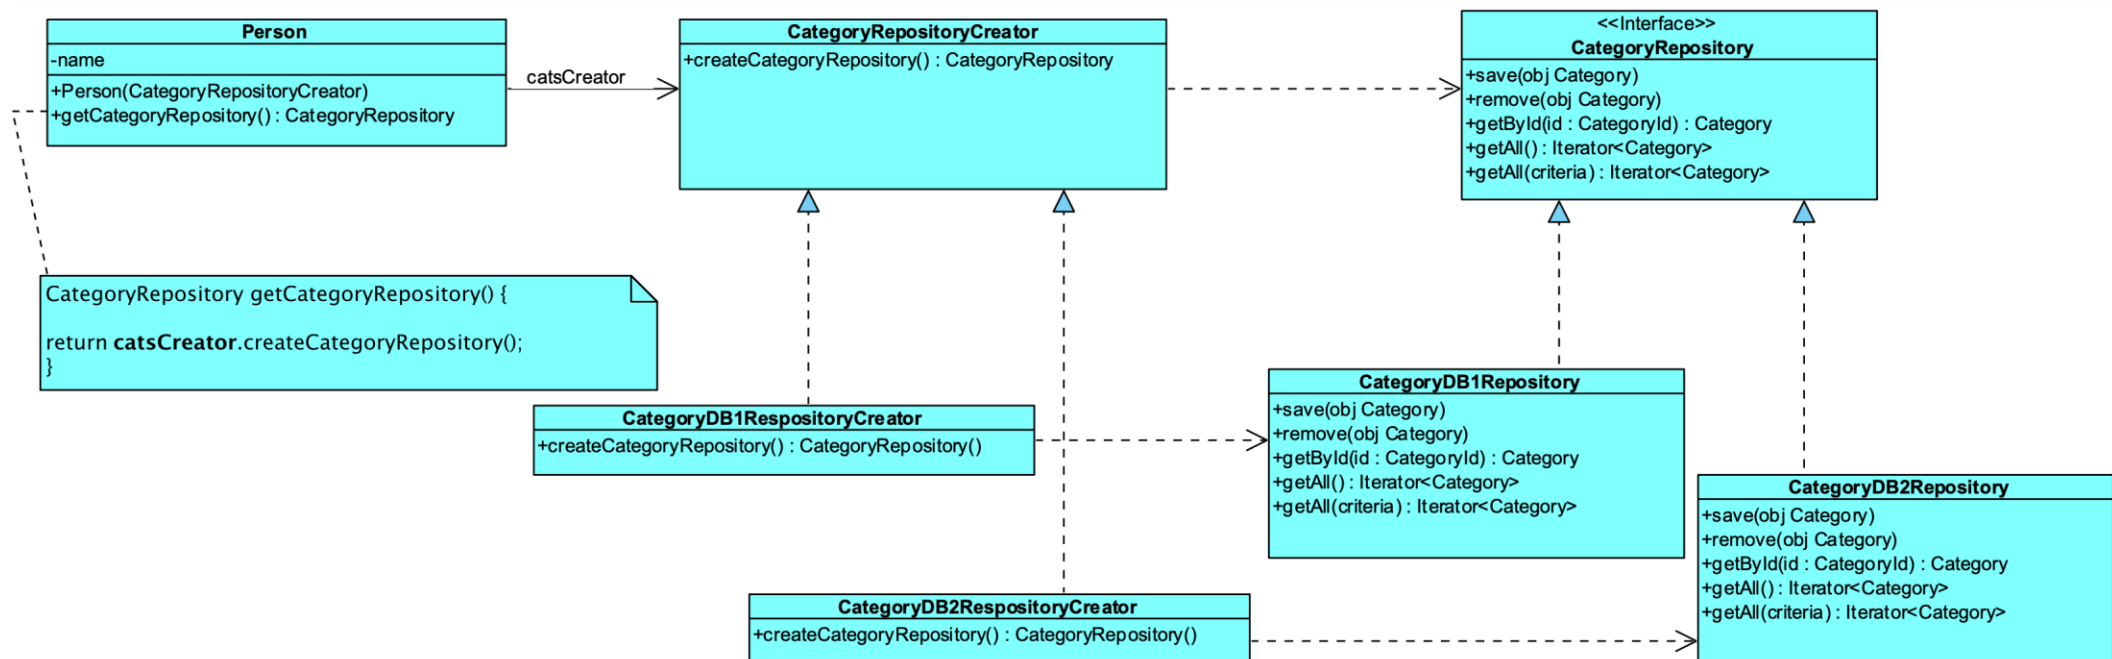 Person
-name
+Person(CategoryRepositoryCreator)
+getCategoryRepository() : CategoryRepository
catsCreator
CategoryRepositoryCreator
+createCategoryRepository() : CategoryRepository
<<Interface>>
CategoryRepository
+save(obj Category)
+remove(obj Category)
+getById(id : CategoryId) : Category
+getAll() : Iterator<Category>
+getAll(criteria) : Iterator<Category>
CategoryRepository getCategoryRepository() {
return catsCreator.createCategoryRepository();
}
CategoryDB1RespositoryCreator
+createCategoryRepository() : CategoryRepository()
CategoryDB1Repository
+save(obj Category)
+remove(obj Category)
+getById(id : CategoryId) : Category
+getAll() : Iterator<Category>
+getAll(criteria) : Iterator<Category>
CategoryDB2Repository
+save(obj Category)
+remove(obj Category)
+getById(id : CategoryId) : Category
+getAll() : Iterator<Category>
+getAll(criteria) : Iterator<Category>
CategoryDB2RespositoryCreator
+createCategoryRepository() : CategoryRepository()